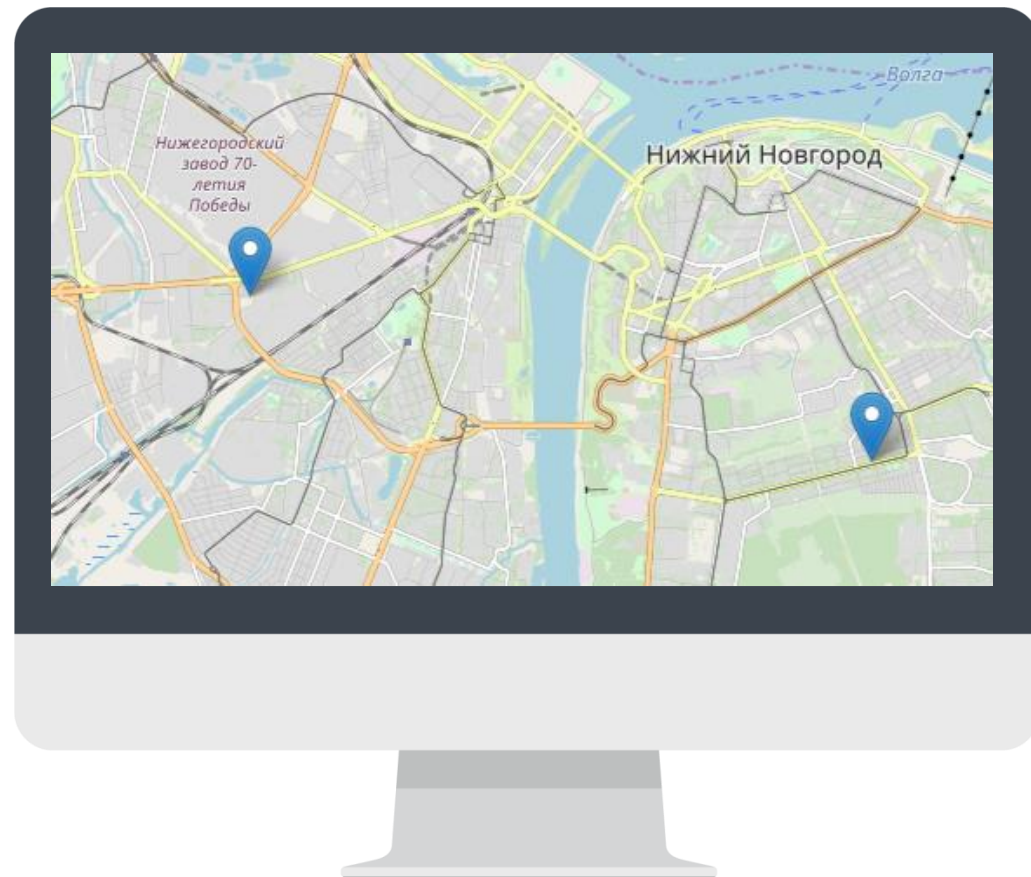 Волга
Нижний Новгород
Нижегородский
завод 70-
летия
Победы